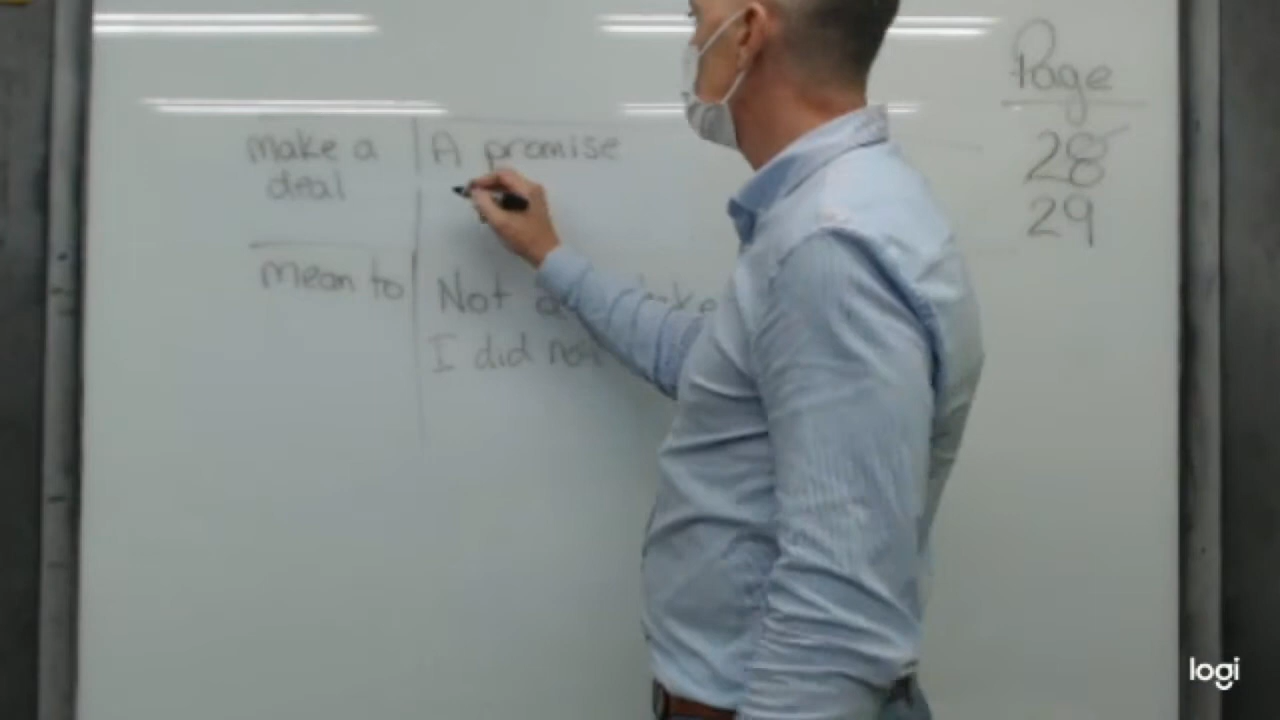 Page
28
29
make a
deal
A promise
mean to
Not
I did not
logi